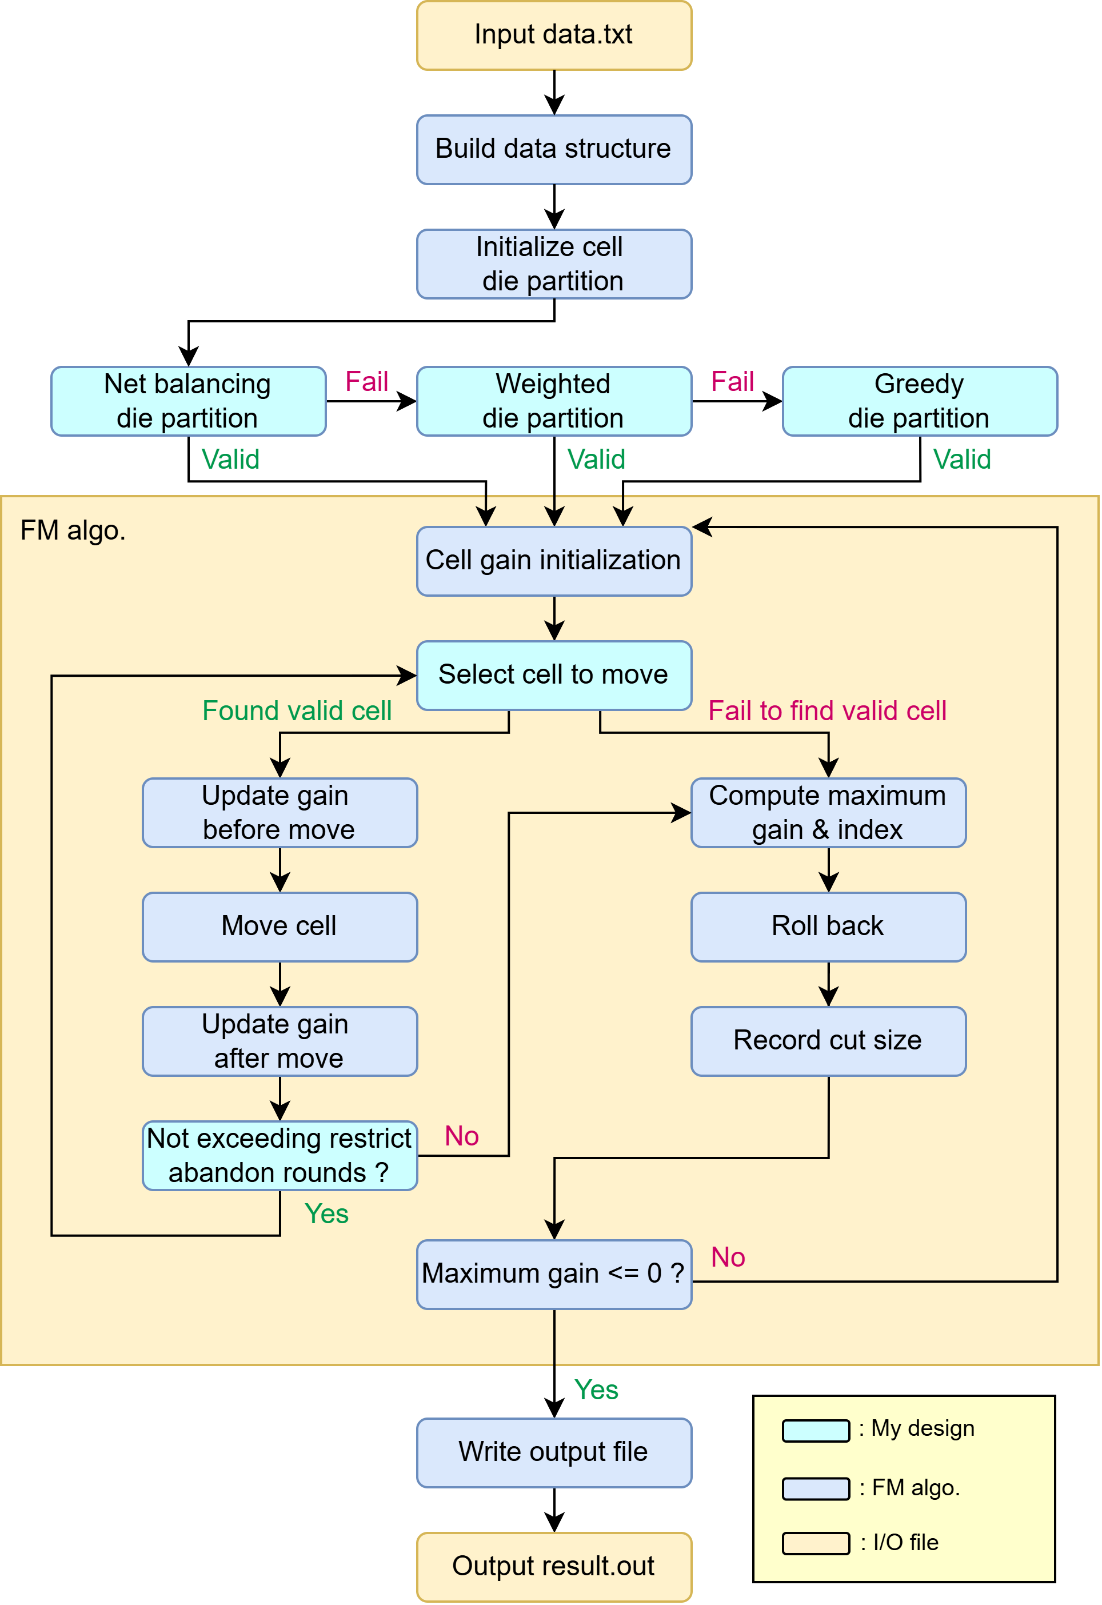 Input data.txt
Build data structure
Initialize cell
die partition
Net balancing
die partition
Fail
Weighted
die partition
Fail
Greedy
die partition
Valid
Valid
Valid
FM algo.
Cell gain initialization
Select cell to move
Found valid cell
Fail to find valid cell
Update gain
before move
Compute maximum
gain & index
Move cell
Roll back
Update gain
after move
Record cut size
Not exceeding restrict
abandon rounds ?
No
Yes
Maximum gain <= 0 ?
No
Yes
Write output file
Output result.out
: My design
: FM algo.
: I/O file